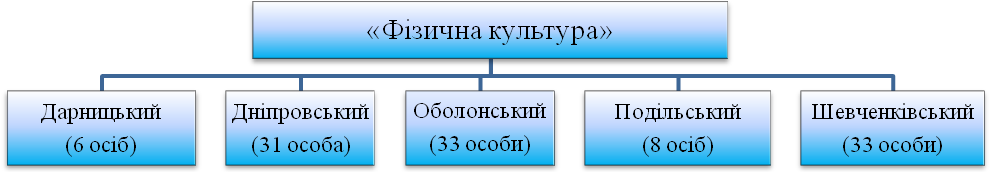 «Фізична культура»
Дарницький
(6 осіб)
Дніпровський
(31 особа)
Оболонський
(33 особи)
Подільський
(8 осіб)
Шевченківський
(33 особи)